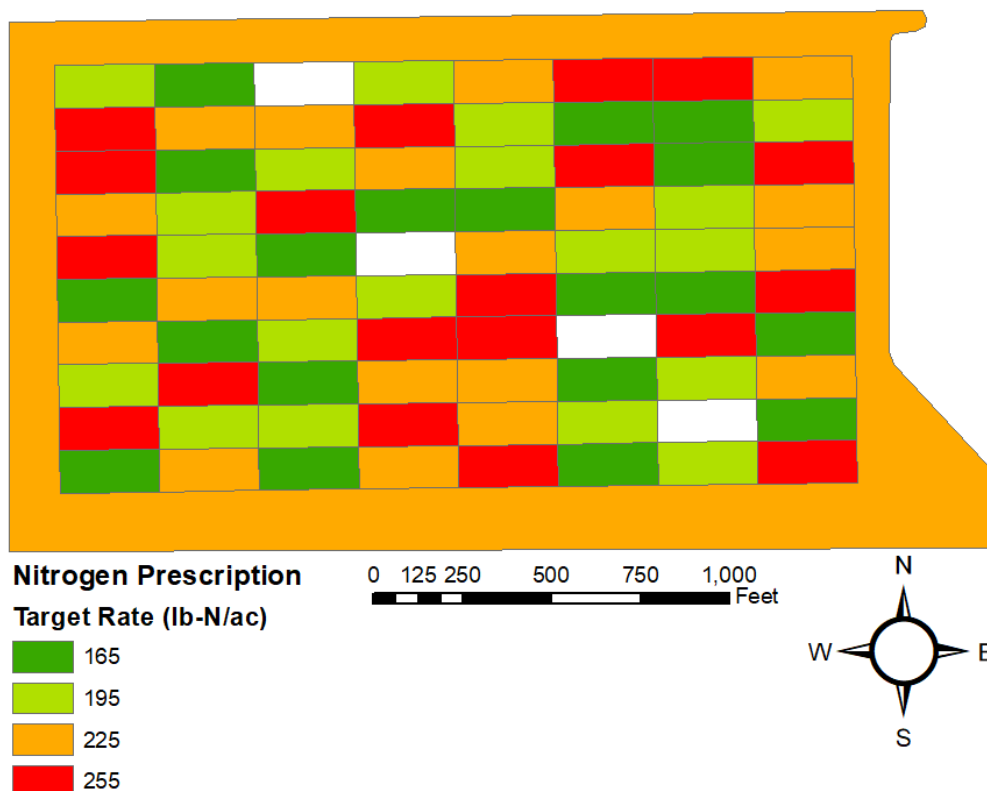 Nitrogen Prescription
Target Rate (lb-N/ac)
165
195
225
255
0 125 250 500 750 1,000
Feet
N
W E
S